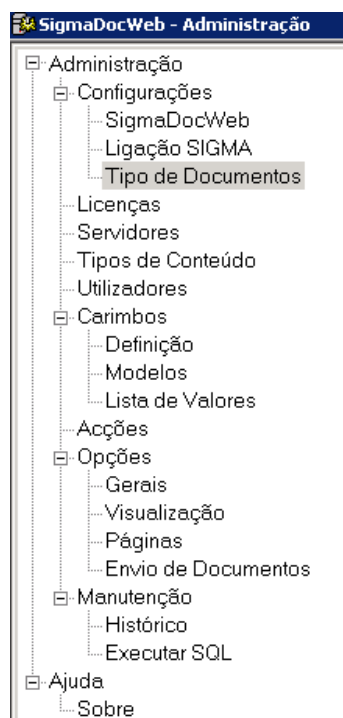 SigmaDocWeb - Administração
Administração
Configurações
SigmaDocWeb
Ligação SIGMA
Tipo de Documentos
Licenças
Servidores
Tipos de Conteúdo
Utilizadores
Carimbos
Definição
Modelos
Lista de Valores
Acções
Opções
Gerais
Visualização
Páginas
Envio de Documentos
Manutenção
Histórico
Executar SQL
Ajuda
Sobre